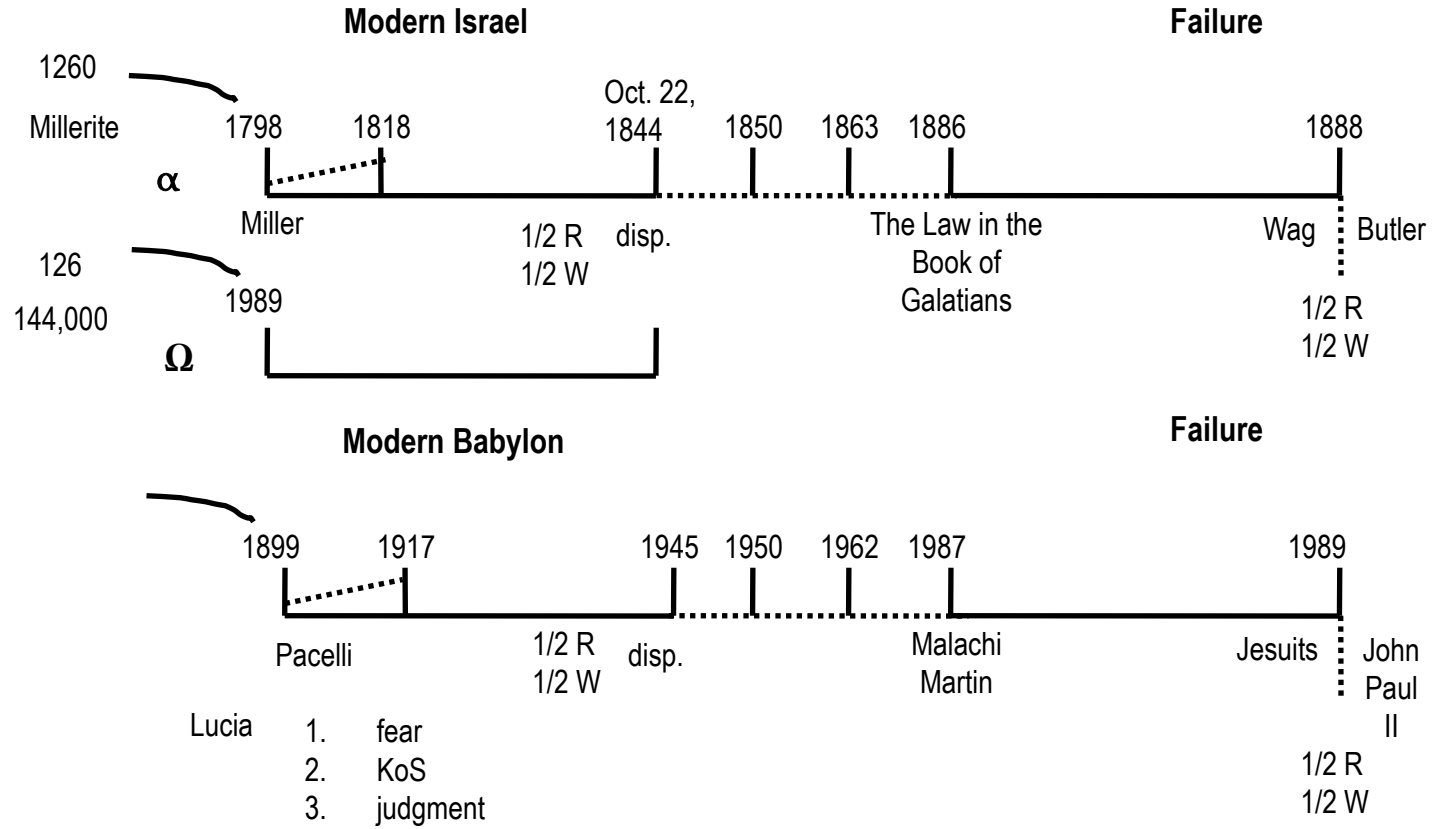 Modern Israel
Failure
1260
Millerite
α
1798
1818
Oct. 22,
1844
1850
1863
1886
1888
Miller
1/2 R
1/2 W
disp.
The Law in the
Book of
Galatians
Wag
Butler
1/2 R
1/2 W
126
144,000
Ω
1989
Modern Babylon
Failure
1899
1917
1945
1950
1962
1987
1989
Pacelli
1/2 R
1/2 W
disp.
Malachi
Martin
Jesuits
John
Paul
II
1/2 R
1/2 W
Lucia
1. fear
2. KoS
3. judgment